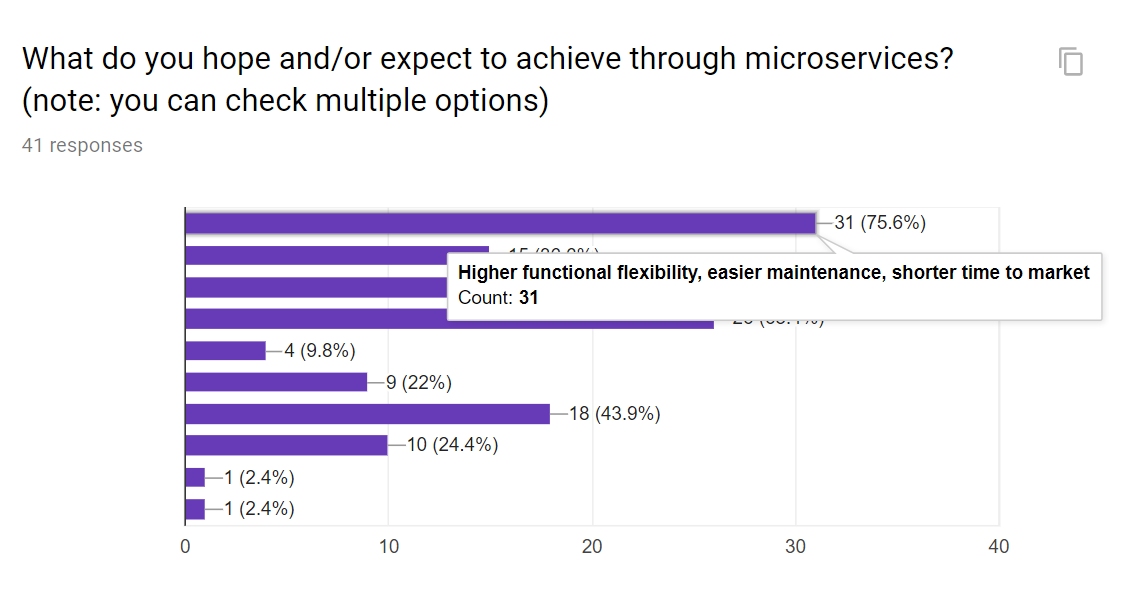 What do you hope and/or expect to achieve through microservices?
(note: you can check multiple options)
41 responses
31 (75.6%)
Higher functional flexibility, easier maintenance, shorter time to market
Count: 31
4 (9.8%)
9 (22%)
18 (43.9%)
10 (24.4%)
1 (2.4%)
1 (2.4%)
0 10 20 30 40